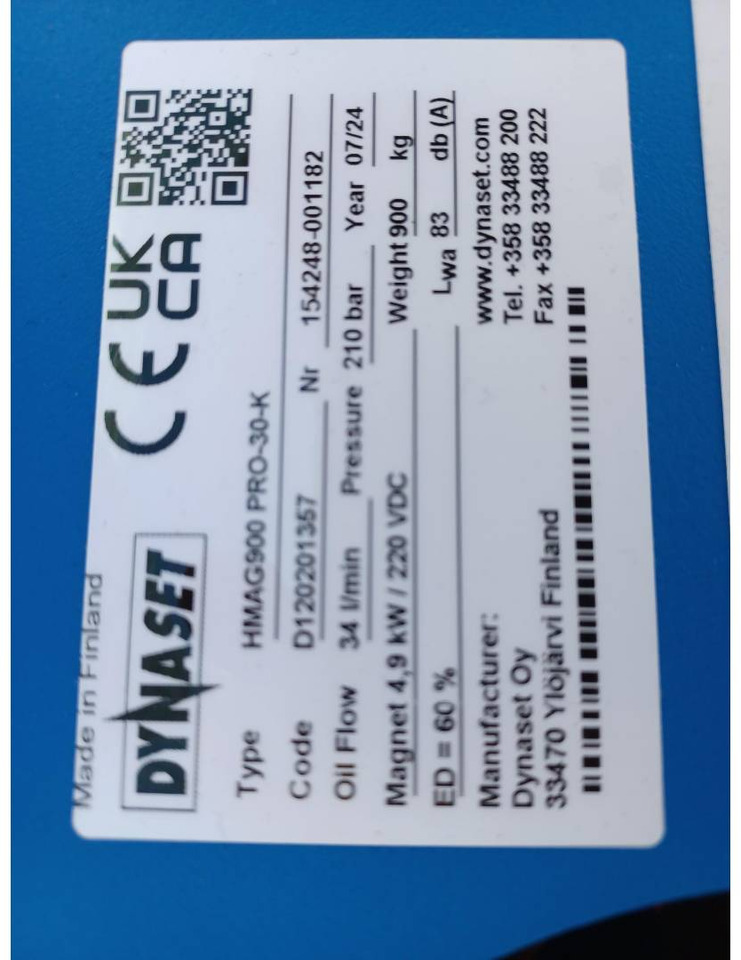 Made in Finland
DYNASET
CE UK CA
Type HMAG900 PRO-30-K
Code D120201357 Nr 154248-001182
Oil Flow 34 l/min Pressure 210 bar Year 07/24
Magnet 4,9 kW / 220 VDC Weight 900 kg
ED = 60 % Lwa 83 db (A)
Manufacturer: www.dynaset.com
Dynaset Oy Tel. +358 33488 200
33470 Ylöjärvi Finland Fax +358 33488 222